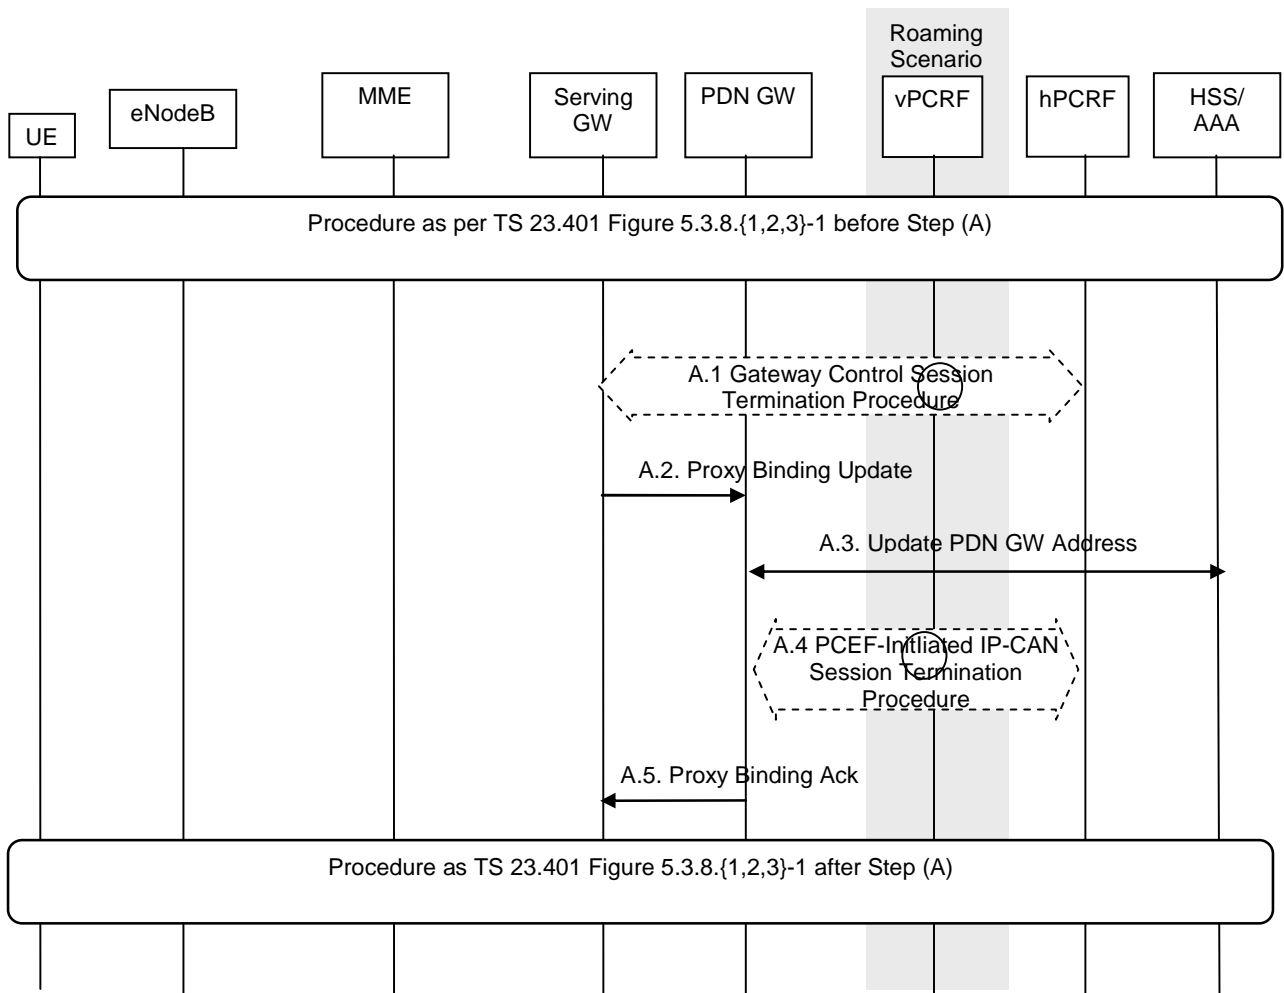 Roaming
Scenario
UE
eNodeB
MME
Serving
GW
PDN GW
vPCRF
hPCRF
HSS/
AAA
Procedure as per TS 23.401 Figure 5.3.8.{1,2,3}-1 before Step (A)
A.1 Gateway Control Session
Termination Procedure
A.2. Proxy Binding Update
A.3. Update PDN GW Address
A.4 PCEF-Initliated IP-CAN
Session Termination
Procedure
A.5. Proxy Binding Ack
Procedure as TS 23.401 Figure 5.3.8.{1,2,3}-1 after Step (A)